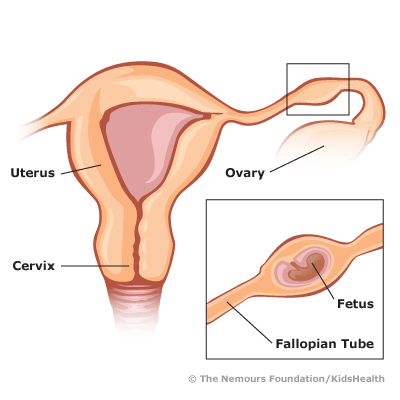 Uterus
Ovary
Cervix
Fetus
Fallopian Tube
© The Nemours Foundation/KidsHealth